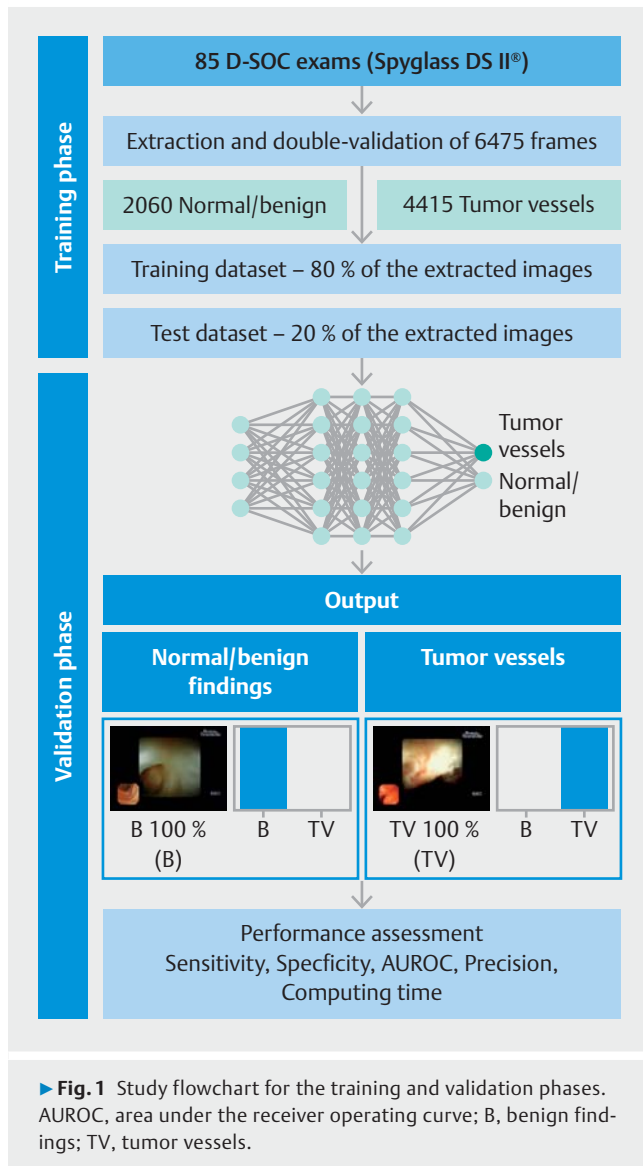 Training phase
85 D-SOC exams (Spyglass DS II®)
Extraction and double-validation of 6475 frames
2060 Normal/benign
4415 Tumor vessels
Training dataset – 80 % of the extracted images
Test dataset – 20 % of the extracted images
Validation phase
Tumor
vessels
Normal/
benign
Output
Normal/benign
findings
Tumor vessels
B 100 %
(B)
B
TV
TV 100 %
(TV)
B
TV
Performance assessment
Sensitivity, Specficity, AUROC, Precision,
Computing time
▶ Fig. 1 Study flowchart for the training and validation phases.
AUROC, area under the receiver operating curve; B, benign find-
ings; TV, tumor vessels.